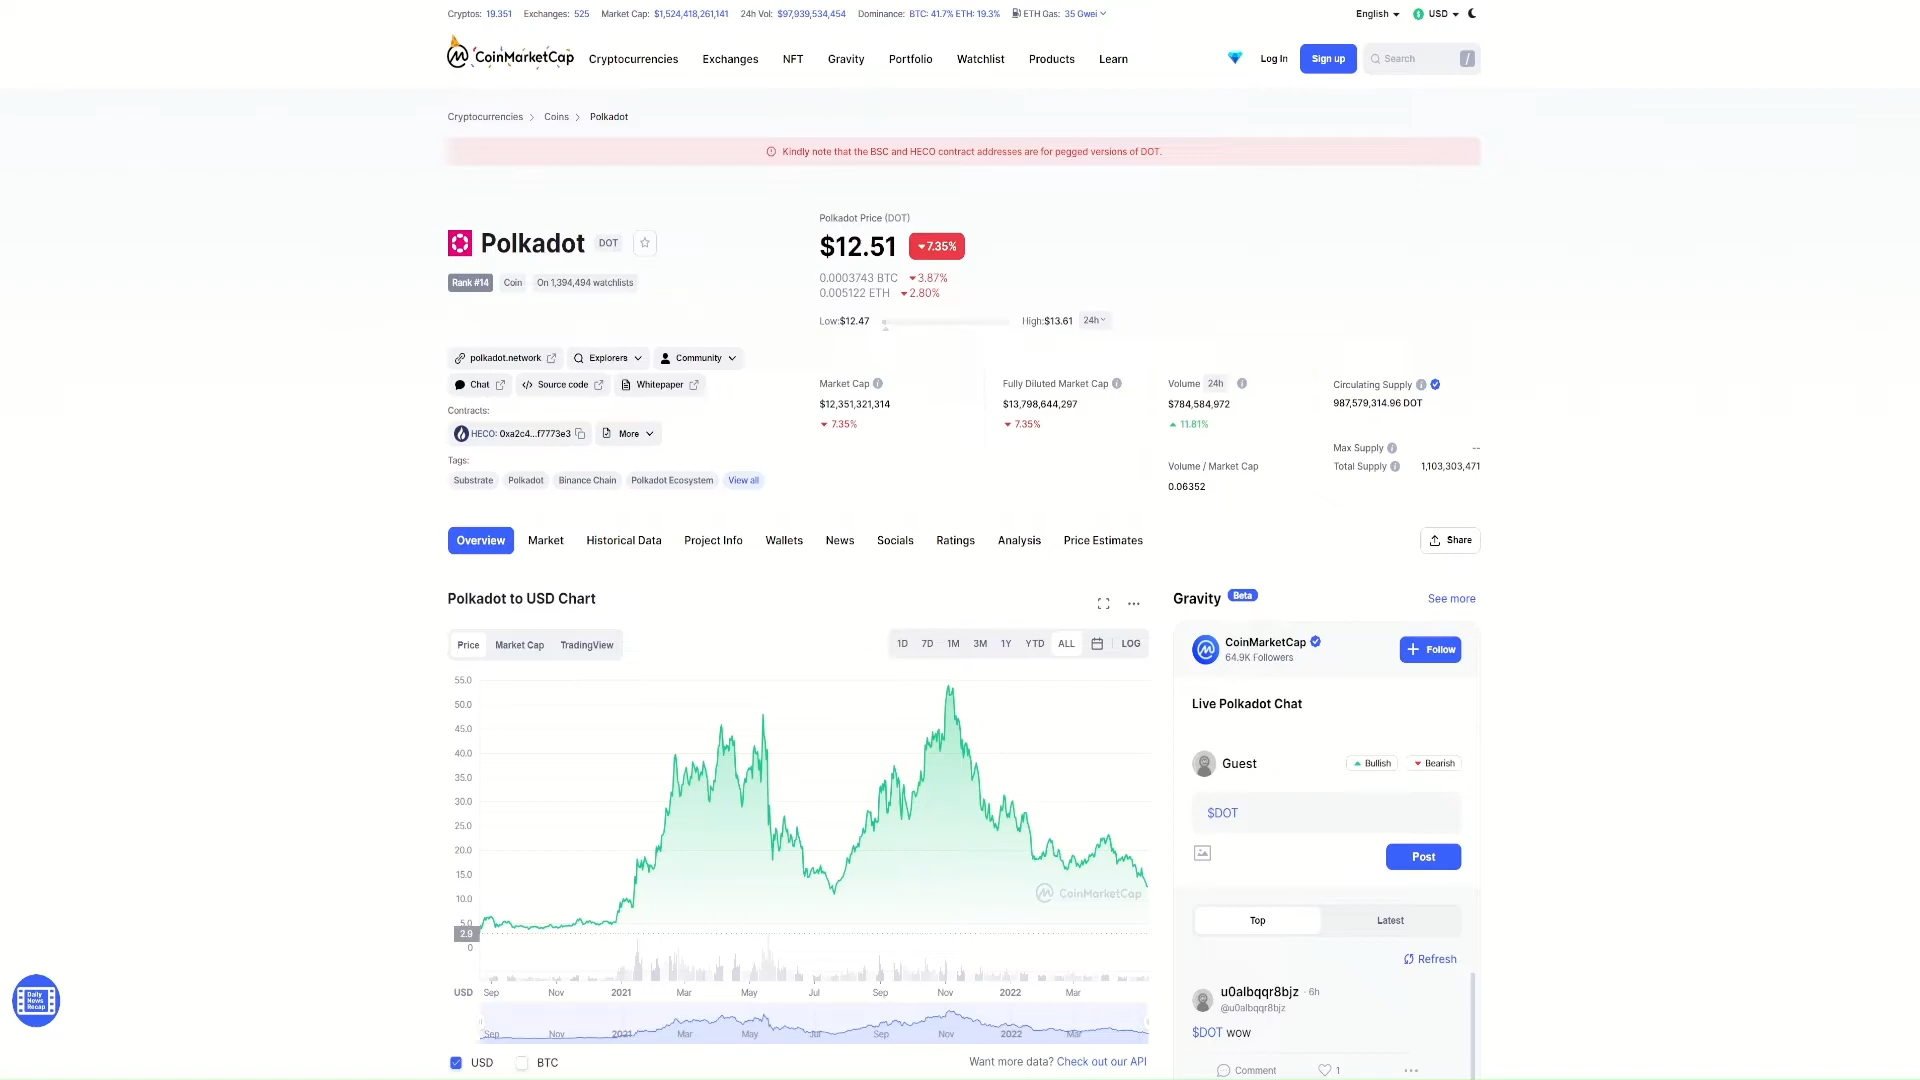 Cryptos: 19.351 Exchanges: 525 Market Cap: $1,524,418,261,141 24h Vol: $97,939,534,454 Dominance: BTC: 41.7% ETH: 19.3% ETH Gas: 35 Gwei English USD
CoinMarketCap Cryptocurrencies Exchanges NFT Gravity Portfolio Watchlist Products Learn Log In Sign up Search /
Cryptocurrencies Coins Polkadot
Kindly note that the BSC and HECO contract addresses are for pegged versions of DOT.
Polkadot Price (DOT)
Polkadot DOT $12.51 7.35%
Rank #14 Coin On 1,394,494 watchlists
0.0003743 BTC 3.87%
0.005122 ETH 2.80%
Low:$12.47 High:$13.61 24h
polkadot.network Explorers Community
Chat Source code Whitepaper
Contracts:
HECO: 0xa2c4...f7773e3 More
Tags:
Substrate Polkadot Binance Chain Polkadot Ecosystem View all
Market Cap
$12,351,321,314
7.35%
Fully Diluted Market Cap
$13,798,644,297
7.35%
Volume 24h
$784,584,972
11.81%
Volume / Market Cap
0.06352
Circulating Supply
987,579,314.96 DOT
Max Supply --
Total Supply 1,103,303,471
Overview Market Historical Data Project Info Wallets News Socials Ratings Analysis Price Estimates Share
Polkadot to USD Chart
Price Market Cap TradingView 1D 7D 1M 3M 1Y YTD ALL LOG
55.0
50.0
45.0
40.0
35.0
30.0
25.0
20.0
15.0
10.0
5.0
2.9
0
CoinMarketCap
USD Sep Nov 2021 Mar May Jul Sep Nov 2022 Mar
Sep Nov 2021 Mar May Jul Sep Nov 2022 Mar
USD BTC Want more data? Check out our API
Gravity Beta See more
CoinMarketCap Follow
64.9K Followers
Live Polkadot Chat
Guest Bullish Bearish
$DOT
Post
Top Latest
Refresh
u0albqqr8bjz · 6h
@u0albqqr8bjz
$DOT wow
Comment 1
Daily
News
Recap